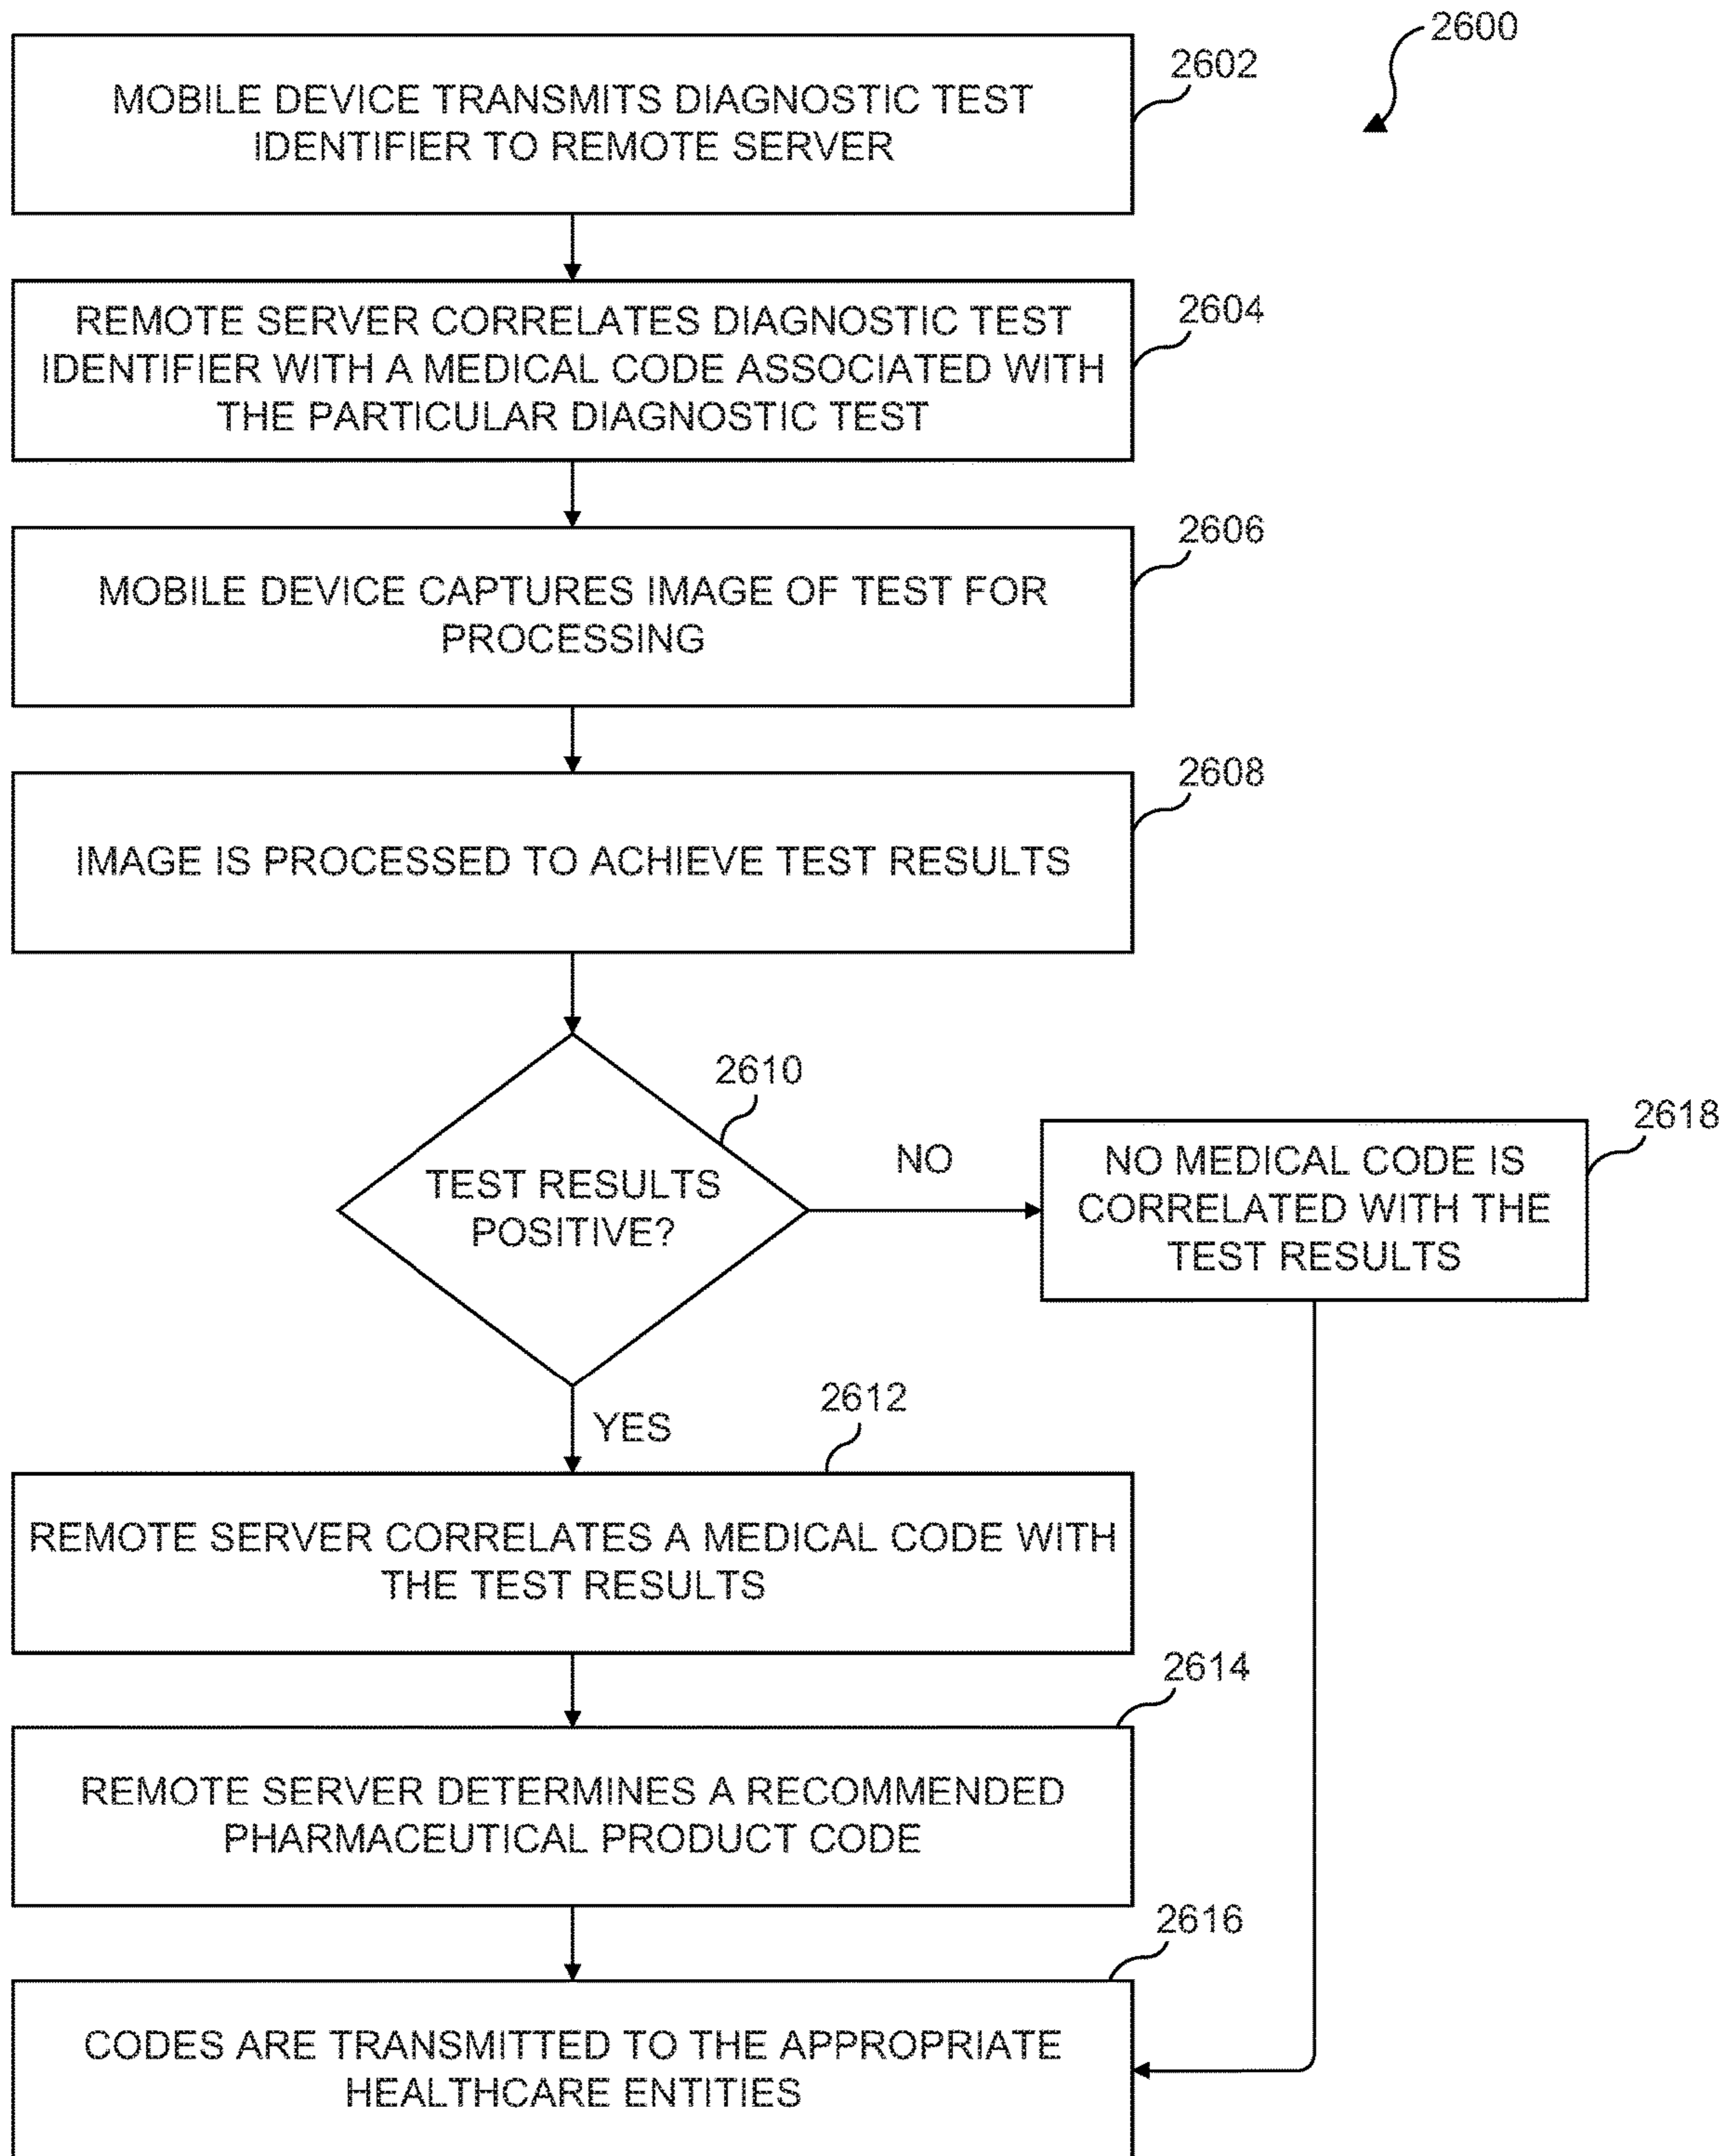 2600
2602
MOBILE DEVICE TRANSMITS DIAGNOSTIC TEST
IDENTIFIER TO REMOTE SERVER
2604
REMOTE SERVER CORRELATES DIAGNOSTIC TEST
IDENTIFIER WITH A MEDICAL CODE ASSOCIATED WITH
THE PARTICULAR DIAGNOSTIC TEST
2606
MOBILE DEVICE CAPTURES IMAGE OF TEST FOR
PROCESSING
2608
IMAGE IS PROCESSED TO ACHIEVE TEST RESULTS
2610
TEST RESULTS
POSITIVE?
NO
2618
NO MEDICAL CODE IS
CORRELATED WITH THE
TEST RESULTS
YES
2612
REMOTE SERVER CORRELATES A MEDICAL CODE WITH
THE TEST RESULTS
2614
REMOTE SERVER DETERMINES A RECOMMENDED
PHARMACEUTICAL PRODUCT CODE
2616
CODES ARE TRANSMITTED TO THE APPROPRIATE
HEALTHCARE ENTITIES